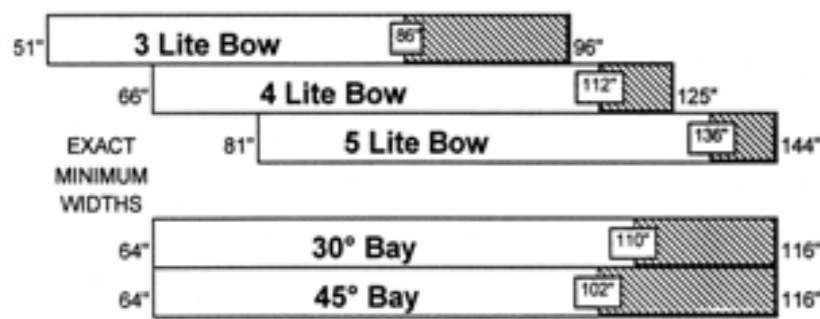 51" 3 Lite Bow 86" 96"
66" 4 Lite Bow 112" 125"
81" 5 Lite Bow 136" 144"
EXACT
MINIMUM
WIDTHS
64" 30° Bay 110" 116"
64" 45° Bay 102" 116"